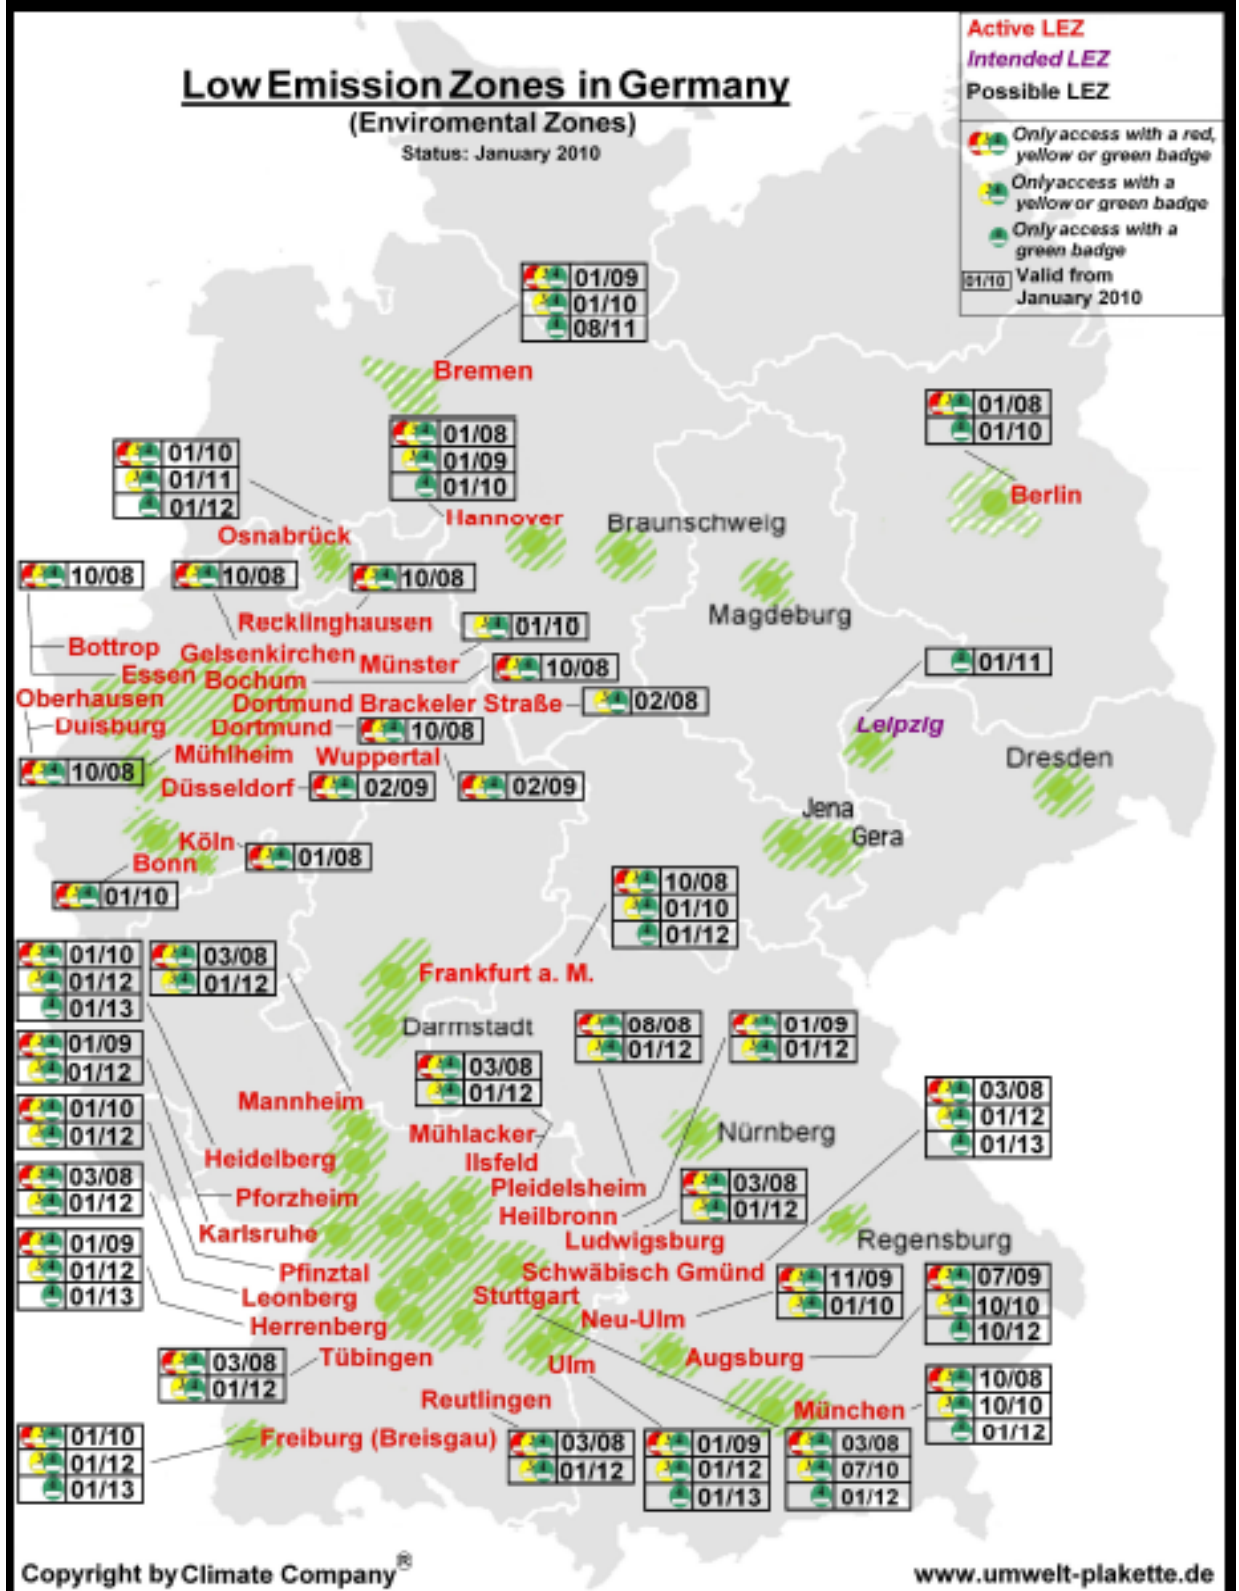 Active LEZ
Intended LEZ
Possible LEZ
Low Emission Zones in Germany
(Enviromental Zones)
Status: January 2010
Only access with a red,
yellow or green badge
Only access with a
yellow or green badge
Only access with a
green badge
01/10 Valid from
January 2010
01/09
01/10
08/11
Bremen
01/08
01/10
Berlin
01/08
01/09
01/10
Hannover
01/10
01/11
01/12
Osnabrück
Braunschweig
Magdeburg
10/08
10/08
10/08
Recklinghausen
01/10
Bottrop
Gelsenkirchen
Münster
Essen
Bochum
10/08
01/11
Oberhausen
Dortmund Brackeler Straße
02/08
Duisburg
Dortmund
10/08
Leipzig
Mühlheim
Wuppertal
Dresden
10/08
Düsseldorf
02/09
02/09
Jena
Gera
Köln
01/08
Bonn
01/10
10/08
01/10
01/12
Frankfurt a. M.
01/10
01/12
01/13
03/08
01/12
Darmstadt
08/08
01/12
01/09
01/12
01/09
01/12
03/08
01/12
03/08
01/12
01/13
01/10
01/12
Mannheim
Mühlacker
Nürnberg
Heidelberg
Ilsfeld
03/08
01/12
Pforzheim
Pleidelsheim
03/08
01/12
Heilbronn
Karlsruhe
Ludwigsburg
Regensburg
01/09
01/12
01/13
Pfinztal
Schwäbisch Gmünd
Leonberg
Stuttgart
11/09
01/10
07/09
10/10
10/12
Herrenberg
Neu-Ulm
03/08
01/12
Tübingen
Ulm
Augsburg
Reutlingen
München
10/08
10/10
01/12
01/10
01/12
01/13
Freiburg (Breisgau)
03/08
01/12
01/09
01/12
01/13
03/08
07/10
01/12
Copyright by Climate Company®
www.umwelt-plakette.de